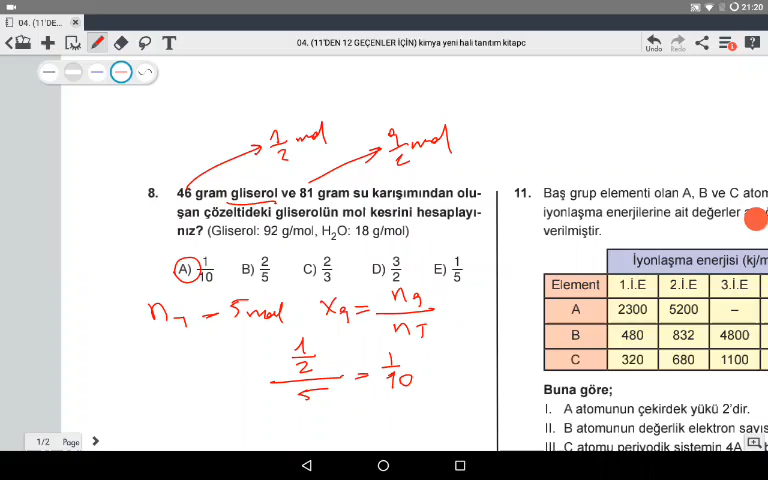 21:20
04. (11'DE...
T
04. (11'DEN 12 GEÇENLER İÇİN) kimya yeni hali tanıtım kitapc
Undo
Redo
1/2 mol
9/2 mol
8. 46 gram gliserol ve 81 gram su karışımından olu-
şan çözeltideki gliserolün mol kesrini hesaplayı-
nız? (Gliserol: 92 g/mol, H₂O: 18 g/mol)
A) 1/10 B) 2/5 C) 2/3 D) 3/2 E) 1/5
nT = 5 mol xg = ng/nT
1/2 / 5 = 1/10
11. Baş grup elementi olan A, B ve C atom
iyonlaşma enerjilerine ait değerler
verilmiştir.
İyonlaşma enerjisi (kj/m
Element 1.İ.E 2.İ.E 3.İ.E
A 2300 5200 –
B 480 832 4800
C 320 680 1100
Buna göre;
I. A atomunun çekirdek yükü 2'dir.
II. B atomunun değerlik elektron sayıs
III. C atomu periyodik sistemin 4A
1/2 Page